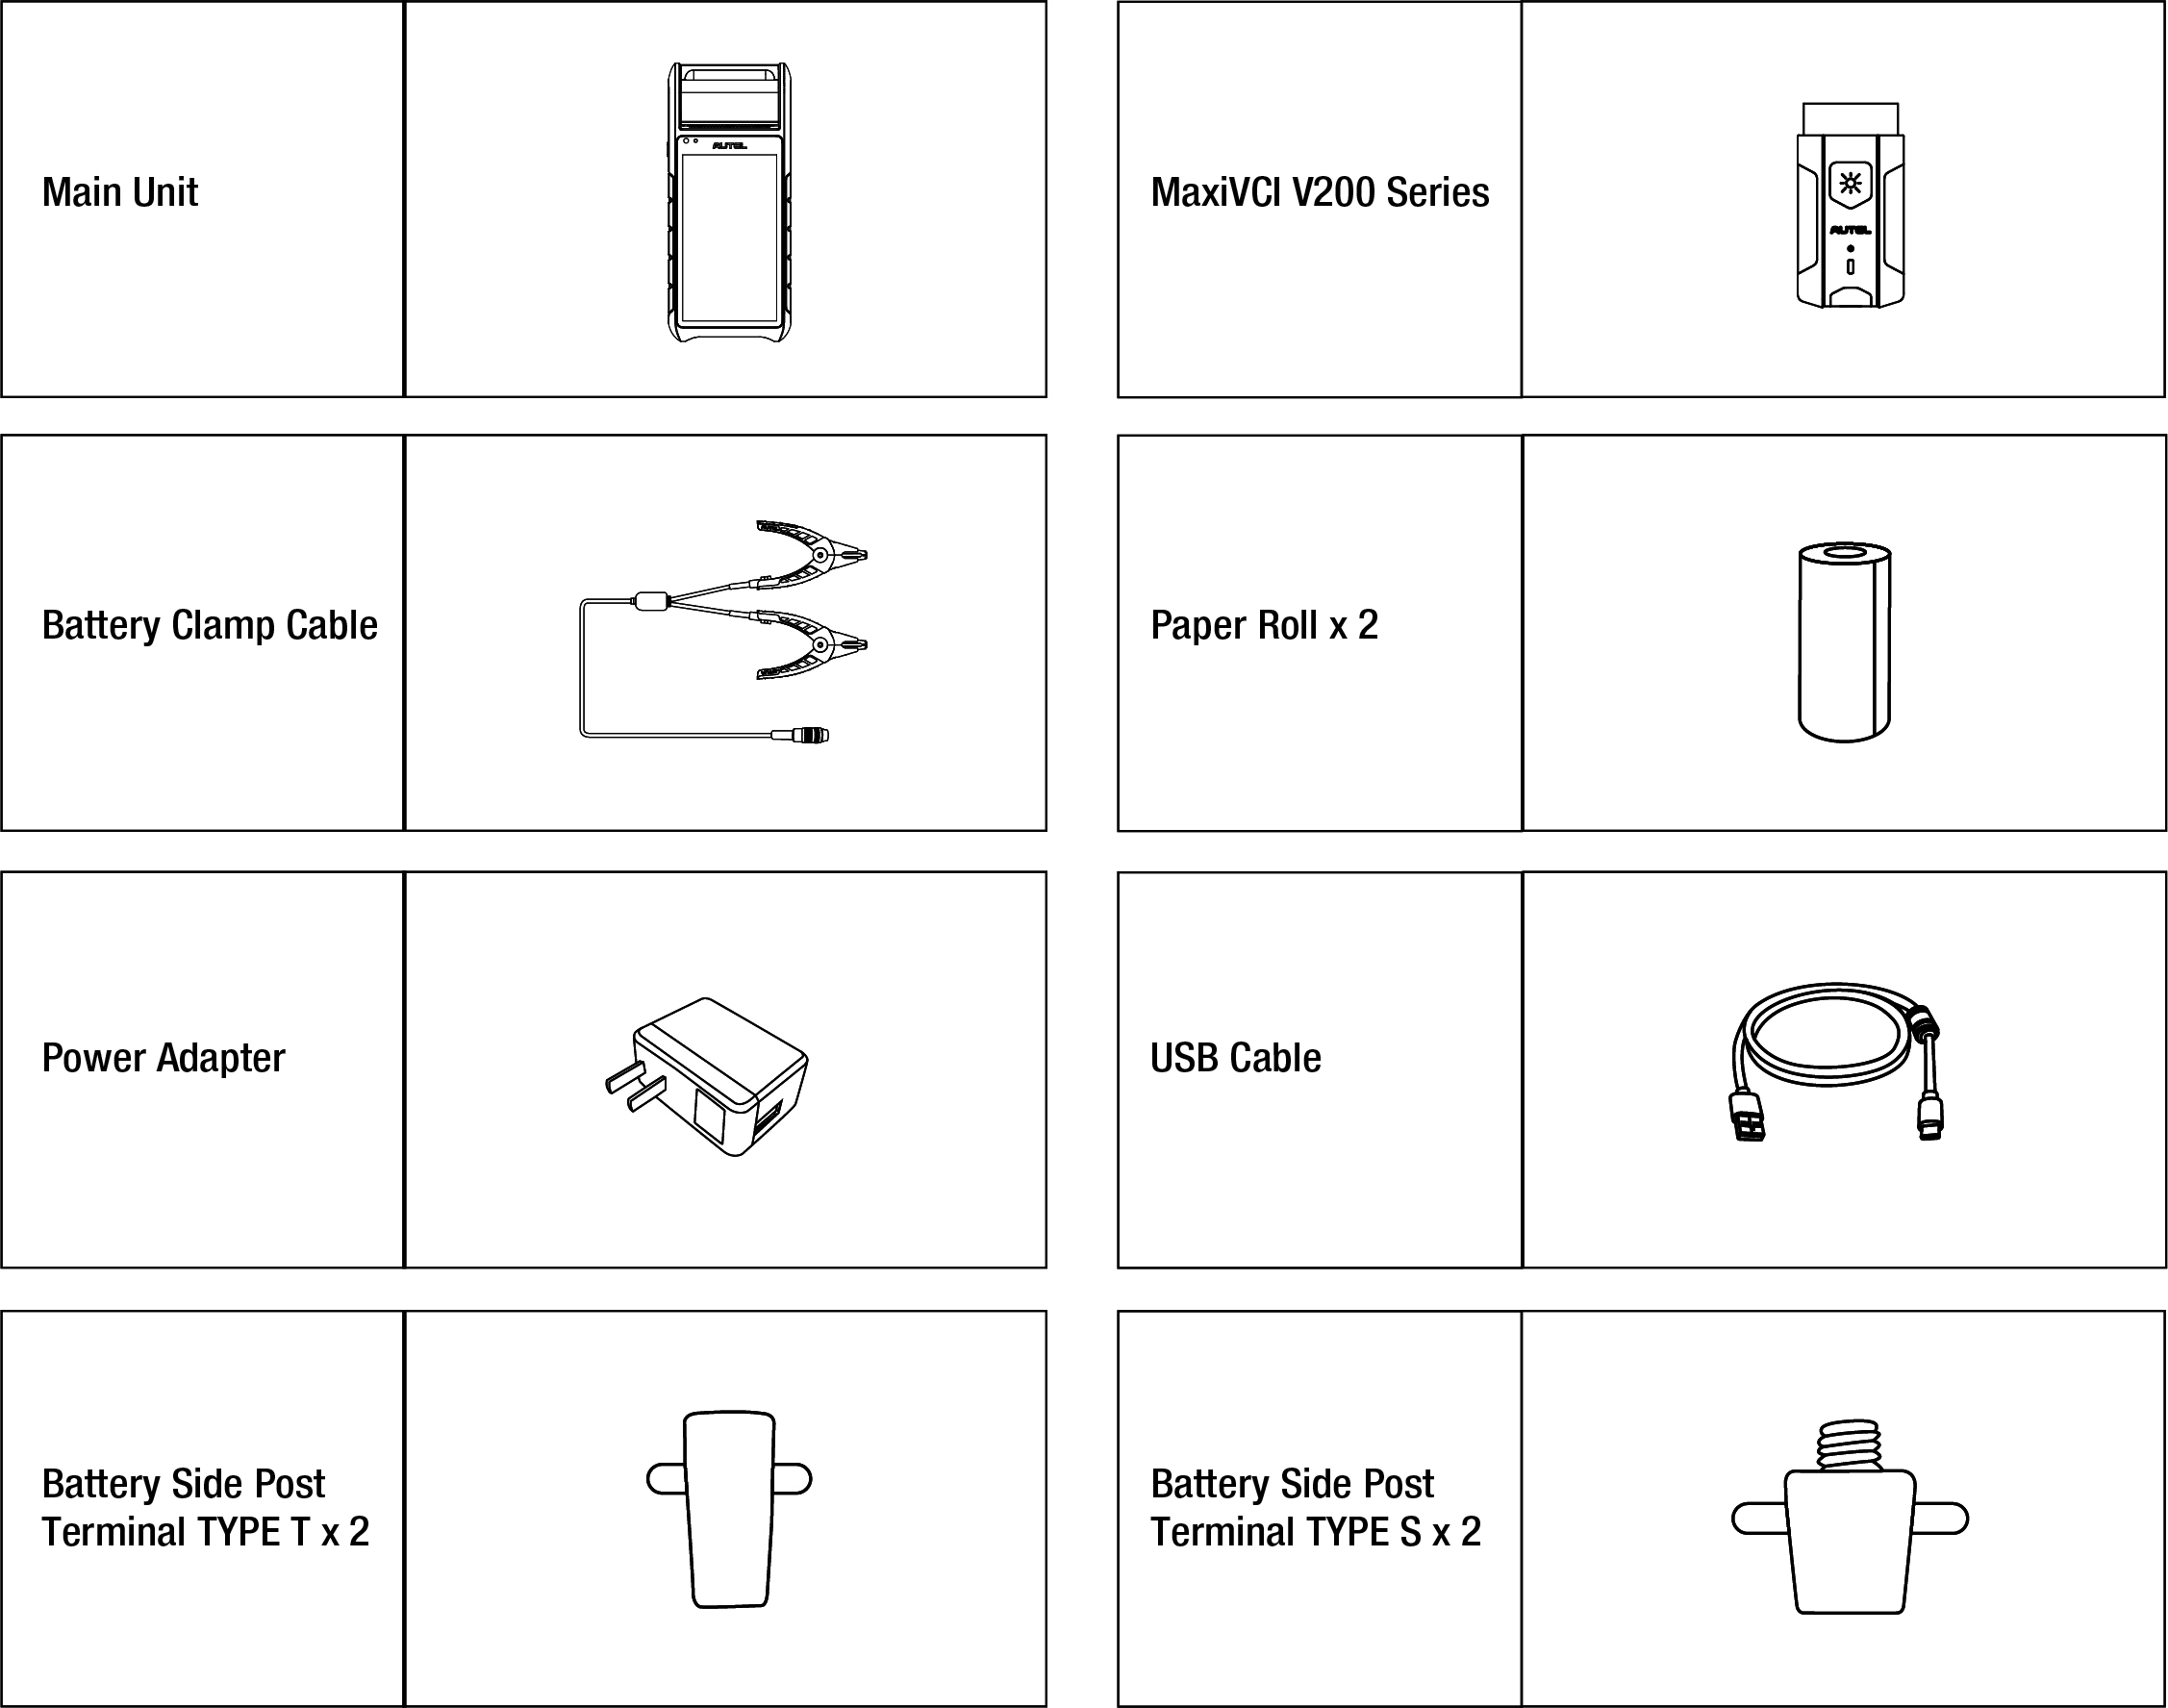 Main Unit
AUTEL
MaxiVCI V200 Series
AUTEL
Battery Clamp Cable
Paper Roll x 2
Power Adapter
USB Cable
Battery Side Post
Terminal TYPE T x 2
Battery Side Post
Terminal TYPE S x 2